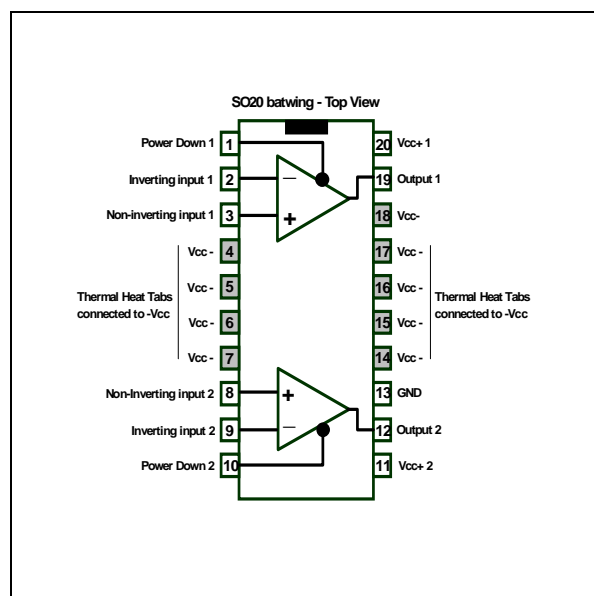 SO20 batwing - Top View
Power Down 1 1 20 Vcc+ 1
Inverting input 1 2 − 19 Output 1
Non-inverting input 1 3 + 18 Vcc-
Vcc - 4 17 Vcc -
Vcc - 5 16 Vcc -
Thermal Heat Tabs
connected to -Vcc
Thermal Heat Tabs
connected to -Vcc
Vcc - 6 15 Vcc -
Vcc - 7 14 Vcc -
Non-Inverting input 2 8 + 13 GND
Inverting input 2 9 − 12 Output 2
Power Down 2 10 11 Vcc+ 2